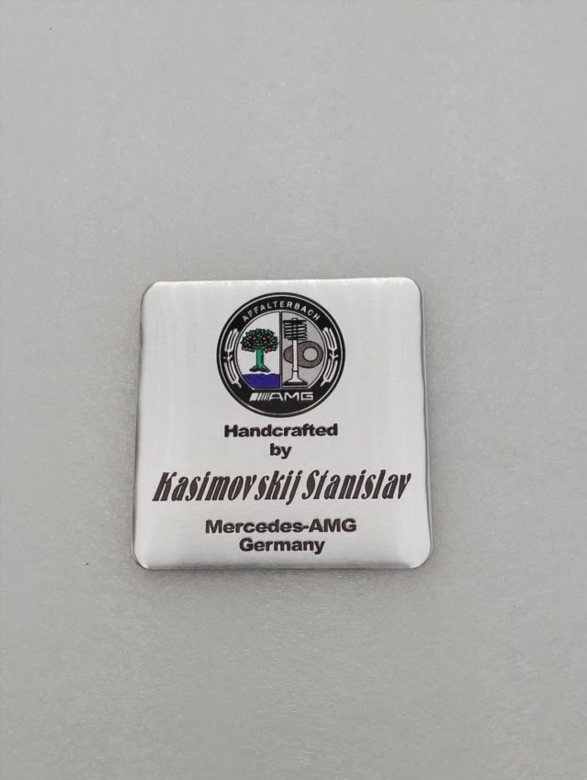 AFFALTERBACH
AMG
Handcrafted
by
Kasimovskij Stanislav
Mercedes-AMG
Germany